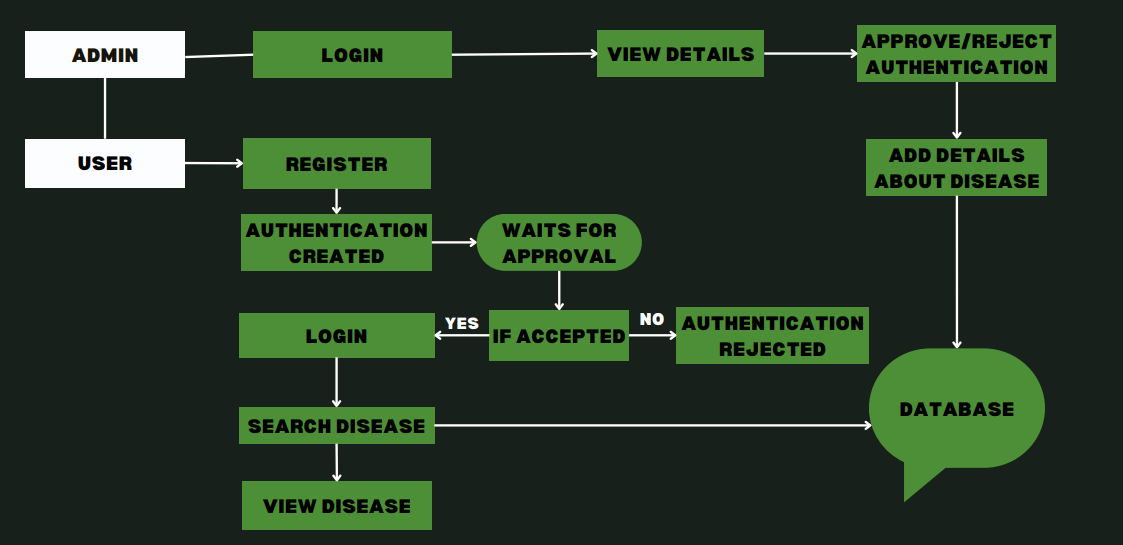 ADMIN
LOGIN
VIEW DETAILS
APPROVE/REJECT
AUTHENTICATION
USER
REGISTER
ADD DETAILS
ABOUT DISEASE
AUTHENTICATION
CREATED
WAITS FOR
APPROVAL
LOGIN
YES
IF ACCEPTED
NO
AUTHENTICATION
REJECTED
SEARCH DISEASE
DATABASE
VIEW DISEASE